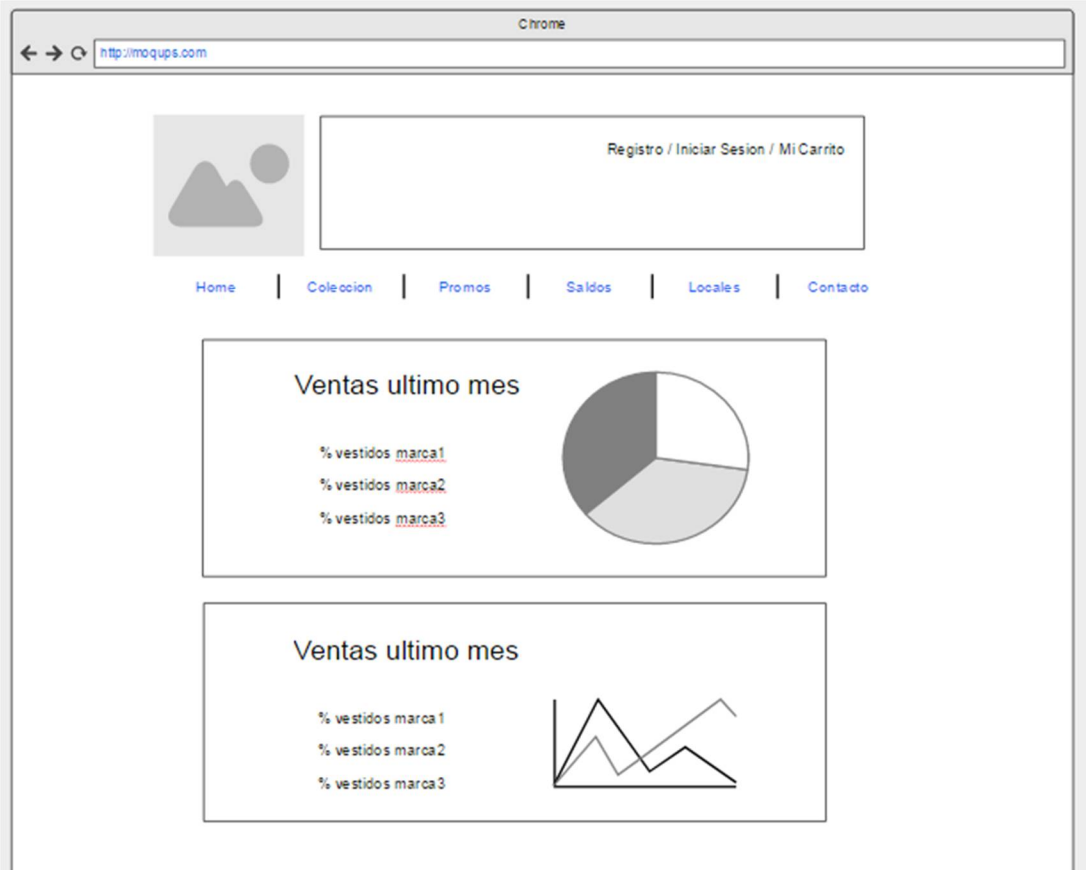 Chrome
http://moqups.com
Registro / Iniciar Sesion / Mi Carrito
Home Coleccion Promos Saldos Locales Contacto
Ventas ultimo mes
% vestidos marca1
% vestidos marca2
% vestidos marca3
Ventas ultimo mes
% vestidos marca1
% vestidos marca2
% vestidos marca3